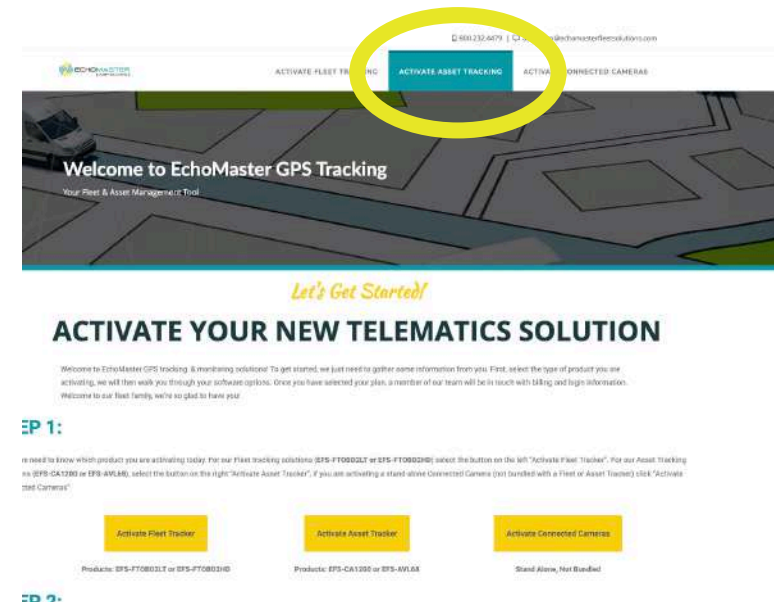 800.232.4479 |
echomasterfleetsolutions.com
ECHOMASTER
ACTIVATE FLEET TRACKING ACTIVATE ASSET TRACKING CONNECTED CAMERAS
Welcome to EchoMaster GPS Tracking
Your Fleet & Asset Management Tool
Let's Get Started!
ACTIVATE YOUR NEW TELEMATICS SOLUTION
Welcome to EchoMaster GPS tracking & monitoring solutions! To get started, we just need to gather some information from you. First, select the type of product you are
activating, we will then walk you through your software options. Once you have selected your plan, a member of our team will be in touch with billing and login information.
Welcome to our fleet family, we're so glad to have you!
EP 1:
need to know which product you are activating today. For our Fleet tracking solutions (EFS-FTOBD2LT or EFS-FTOBD2HD) select the button on the left "Activate Fleet Tracker". For our Asset Tracking
ns (EFS-CA1200 or EFS-AVL68), select the button on the right "Activate Asset Tracker". If you are activating a stand-alone Connected Camera (not bundled with a Fleet or Asset Tracker) click "Activate
cted Cameras"
Activate Fleet Tracker Activate Asset Tracker Activate Connected Cameras
Products: EFS-FTOBD2LT or EFS-FTOBD2HD Products: EFS-CA1200 or EFS-AVL68 Stand Alone, Not Bundled
EP 2: